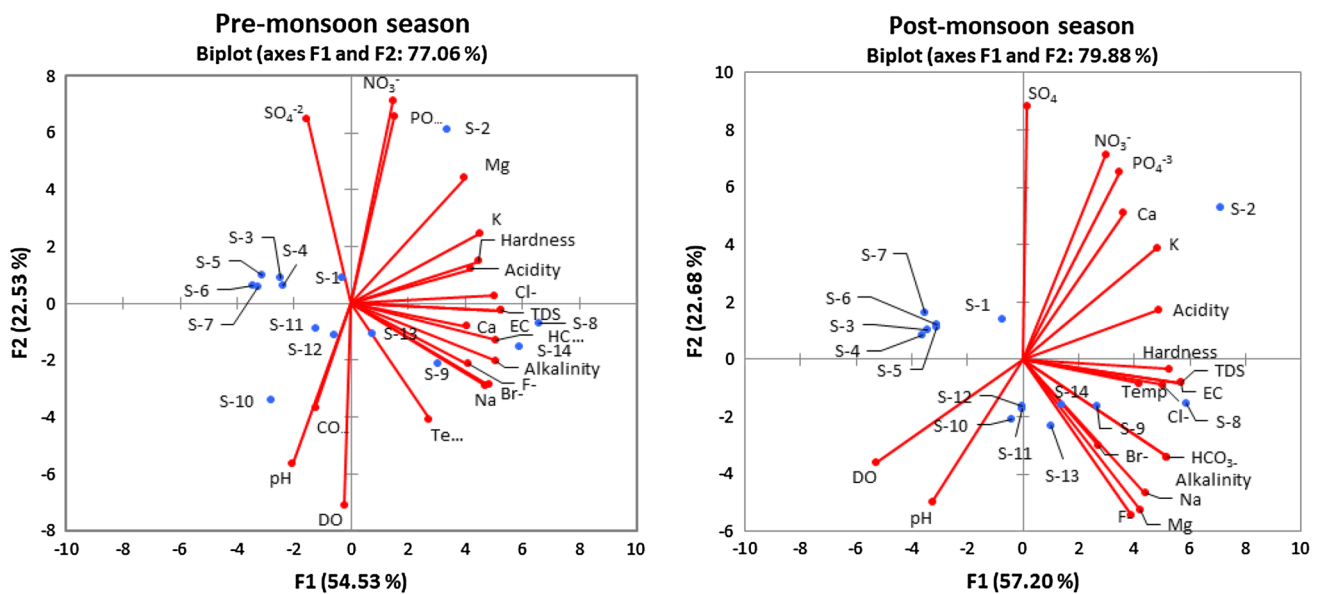 Pre-monsoon season
Biplot (axes F1 and F2: 77.06 %)
8
6
4
2
0
-2
-4
-6
-8
F2 (22.53 %)
NO₃⁻
SO₄⁻²
PO...
S-2
Mg
K
Hardness
S-3
S-4
S-5
S-1
Acidity
S-6
Cl-
S-7
TDS
S-11
S-13
Ca
EC
S-8
HC...
S-12
S-14
Alkalinity
S-9
F-
Br-
Na
S-10
CO...
Te...
pH
DO
-10 -8 -6 -4 -2 0 2 4 6 8 10
F1 (54.53 %)
Post-monsoon season
Biplot (axes F1 and F2: 79.88 %)
10
8
6
4
2
0
-2
-4
-6
F2 (22.68 %)
SO₄
NO₃⁻
PO₄⁻³
Ca
S-2
K
S-7
S-6
S-1
Acidity
S-3
S-4
S-5
Hardness
TDS
S-12
S-14
Temp
EC
S-10
Cl-
S-8
S-9
S-11
Br-
HCO₃-
S-13
Alkalinity
DO
Na
pH
F
Mg
-10 -8 -6 -4 -2 0 2 4 6 8 10
F1 (57.20 %)